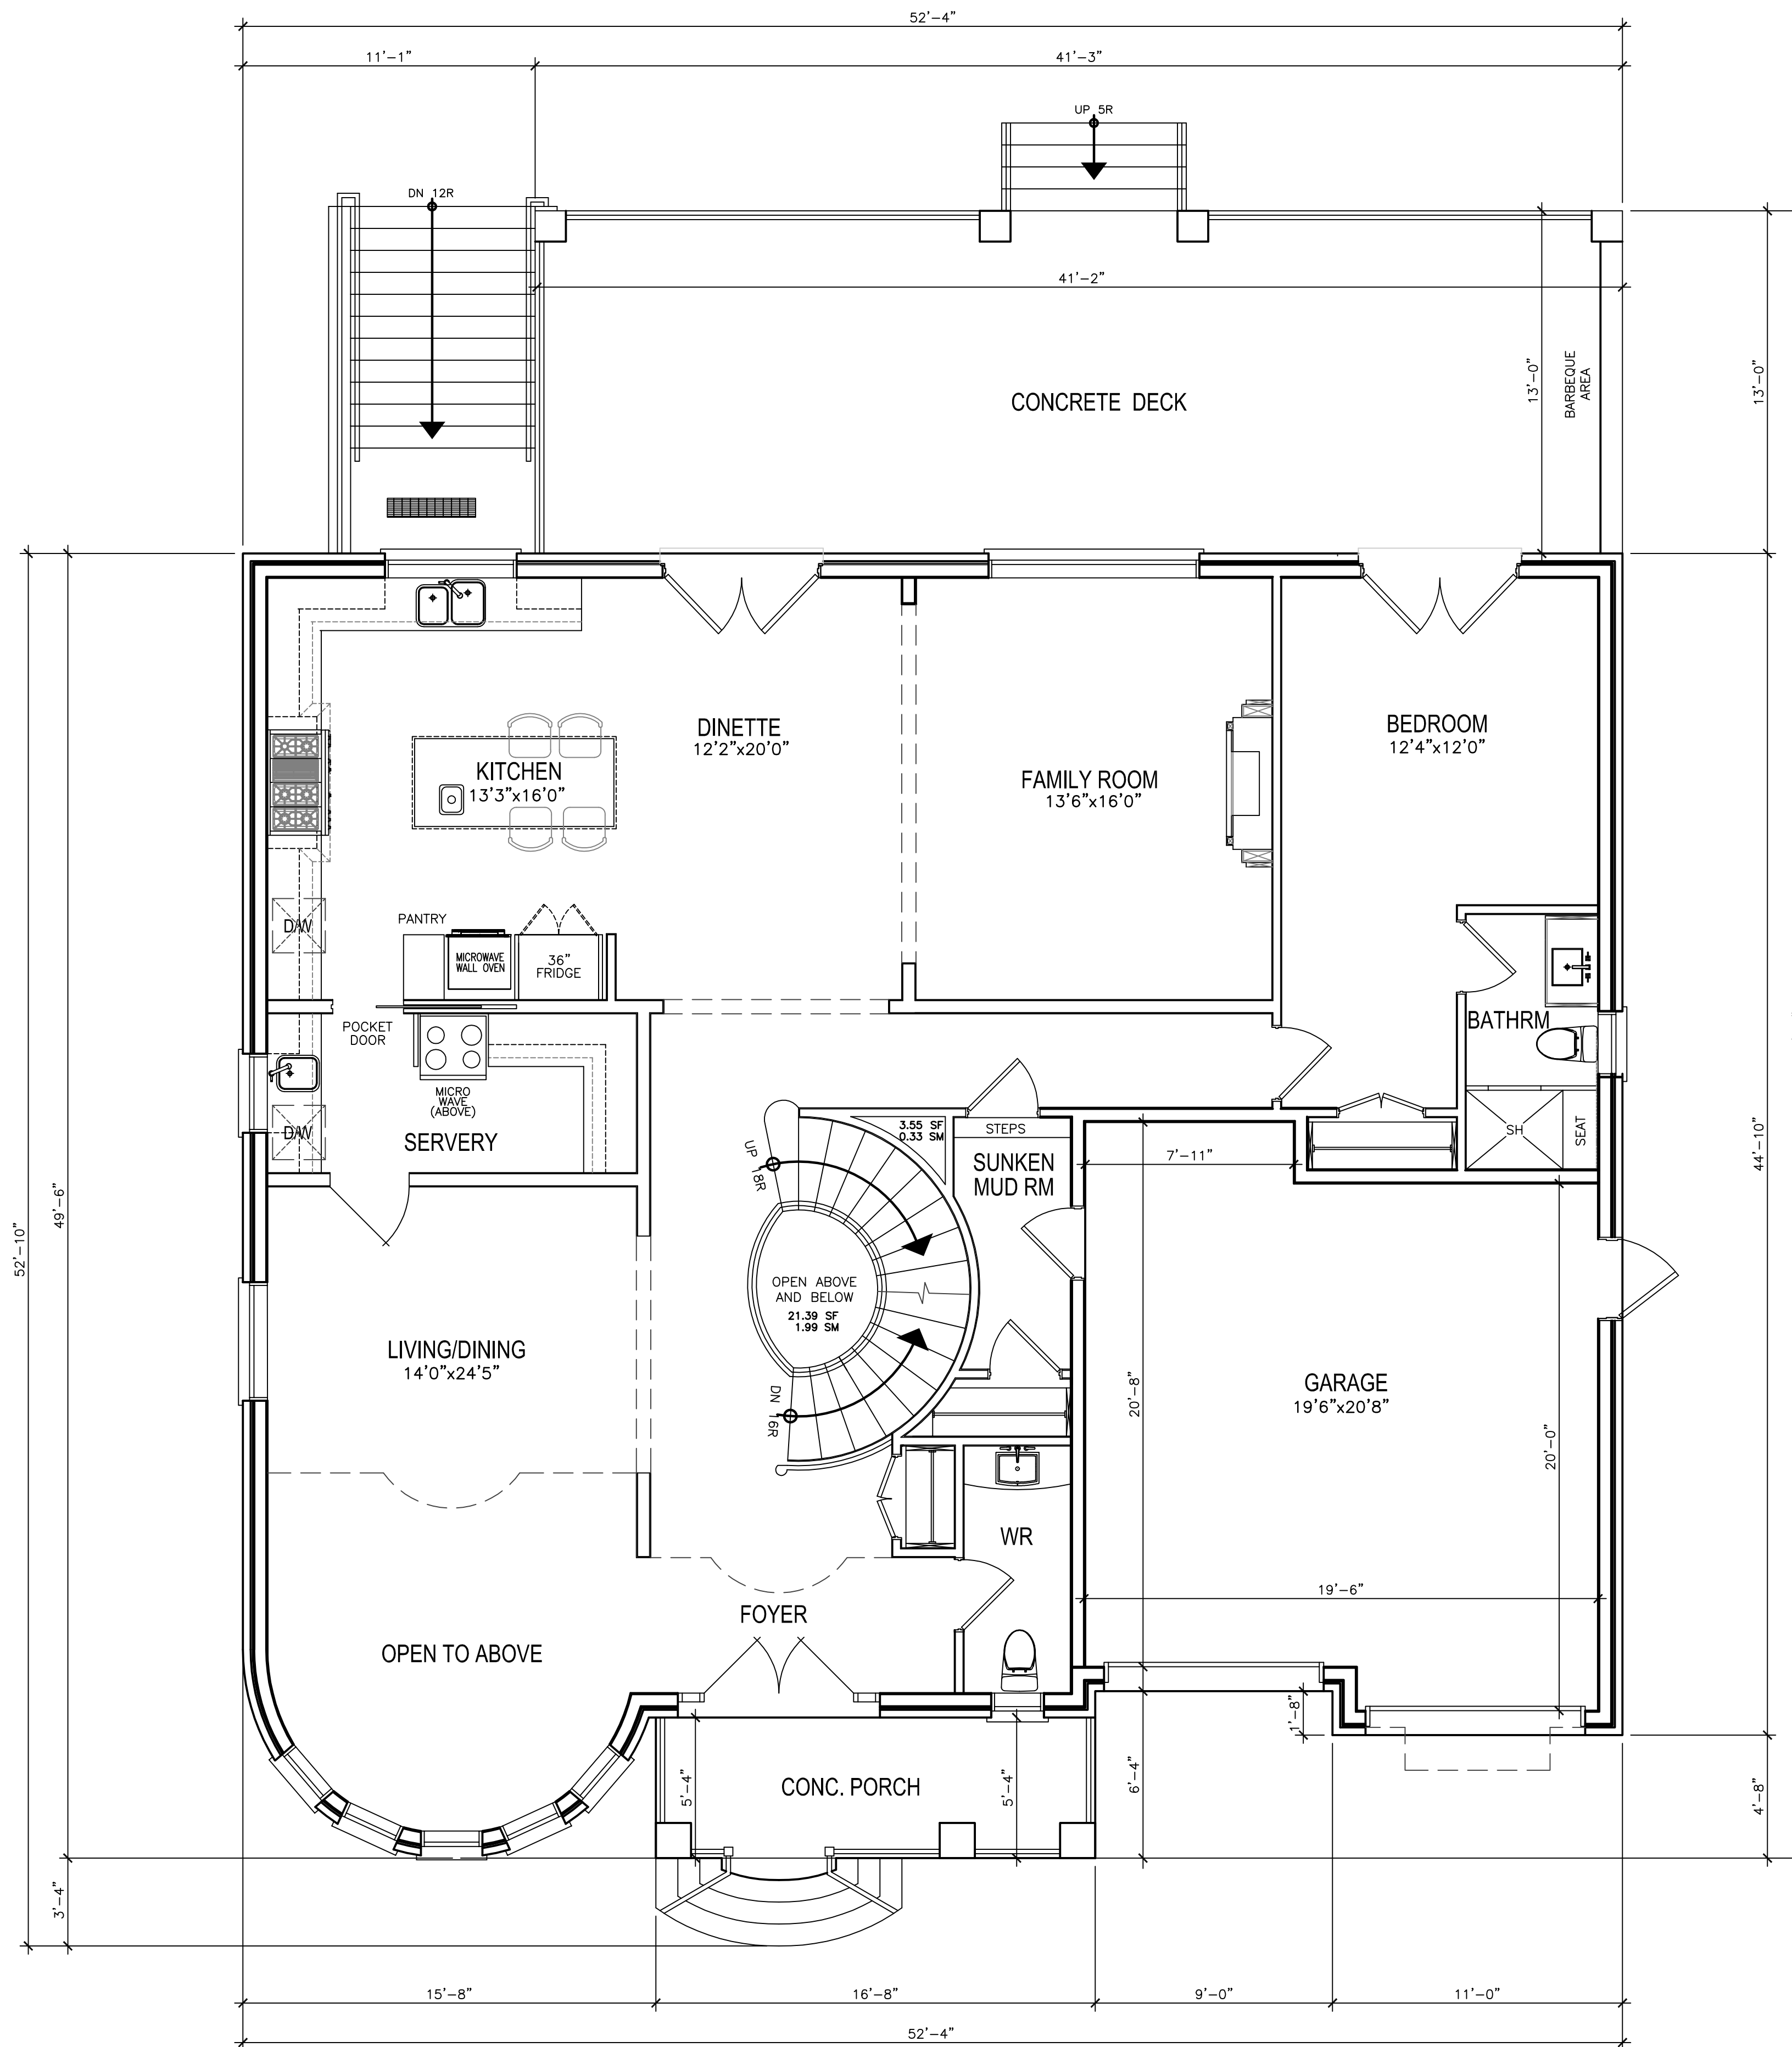 52'-4"
11'-1"
41'-3"
UP 5R
DN 12R
41'-2"
13'-0"
BARBEQUE
AREA
13'-0"
CONCRETE DECK
DINETTE
12'2"x20'0"
BEDROOM
12'4"x12'0"
KITCHEN
13'3"x16'0"
FAMILY ROOM
13'6"x16'0"
D/W
PANTRY
MICROWAVE
WALL OVEN
36"
FRIDGE
BATHRM
POCKET
DOOR
MICRO
WAVE
(ABOVE)
D/W
SERVERY
3.55 SF
0.33 SM
STEPS
SH
SEAT
UP 18R
SUNKEN
MUD RM
7'-11"
44'-10"
49'-6"
52'-10"
OPEN ABOVE
AND BELOW
21.39 SF
1.99 SM
LIVING/DINING
14'0"x24'5"
DN 16R
20'-8"
GARAGE
19'6"x20'8"
20'-0"
WR
19'-6"
FOYER
OPEN TO ABOVE
1'-8"
5'-4"
CONC. PORCH
5'-4"
6'-4"
4'-8"
3'-4"
15'-8"
16'-8"
9'-0"
11'-0"
52'-4"